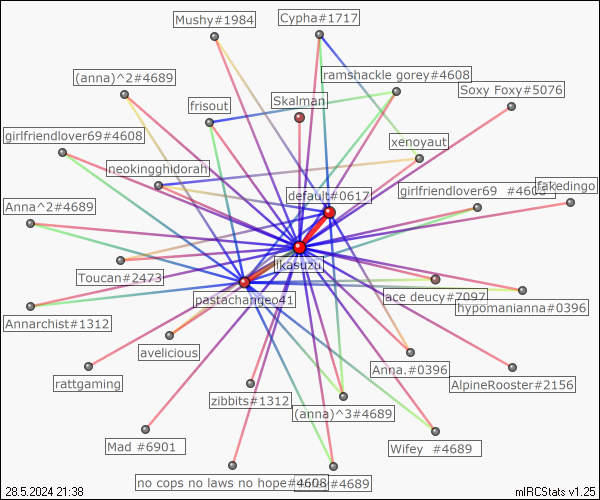 Mushy#1984
Cypha#1717
(anna)^2#4689
ramshackle gorey#4608
Soxy Foxy#5076
frisout
Skalman
girlfriendlover69#4608
xenoyaut
neokingghidorah
default#0617
girlfriendlover69 #4608
fakedingo
Anna^2#4689
ikasuzu
Toucan#2473
pastachangeo41
lace deucy#7097
hypomanianna#0396
Annarchist#1312
avelicious
Anna,#0396
rattgaming
AlpineRooster#2156
zibbits#1312
(anna)^3#4689
Mad #6901
Wifey #4689
no cops no laws no hope#4608
#4689
28.5.2024 21:38
mIRCStats v1.25